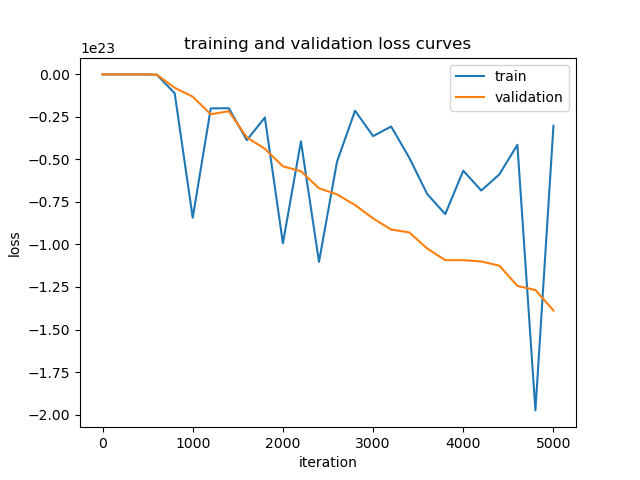 training and validation loss curves
1e23
train
validation
0.00
−0.25
−0.50
−0.75
−1.00
−1.25
−1.50
−1.75
−2.00
loss
0 1000 2000 3000 4000 5000
iteration